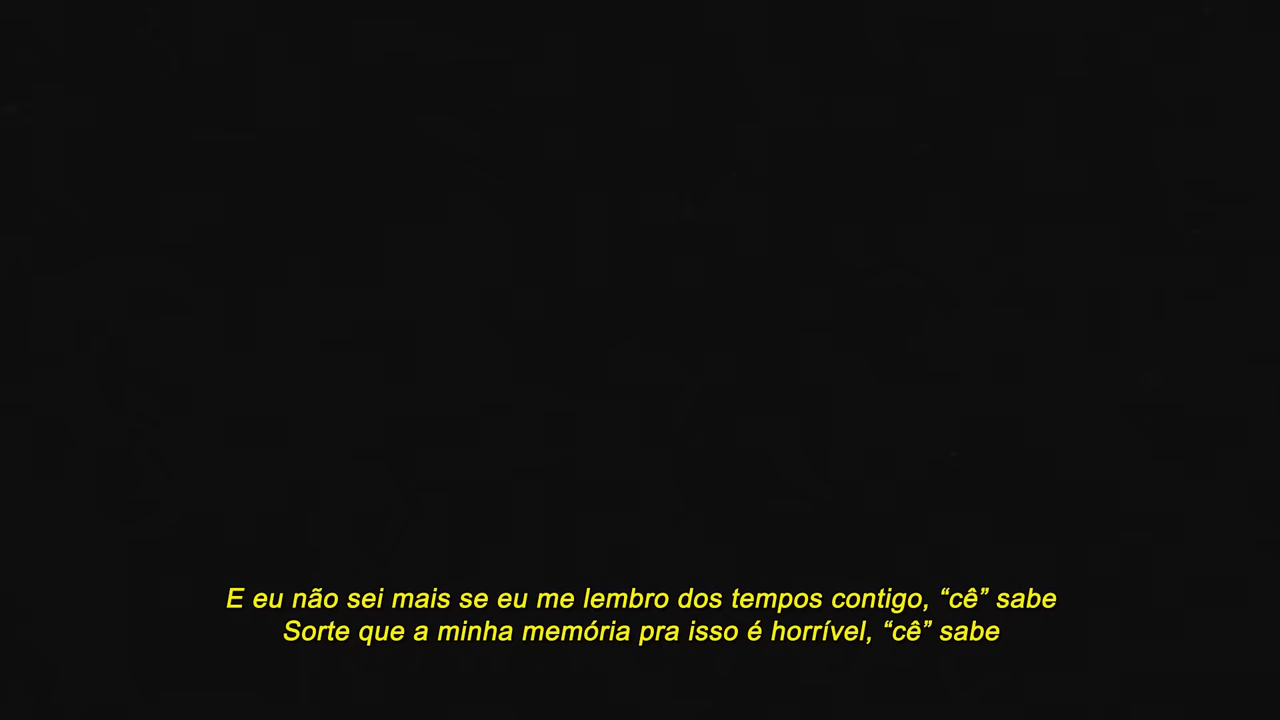 E eu não sei mais se eu me lembro dos tempos contigo, “cê” sabe
Sorte que a minha memória pra isso é horrível, “cê” sabe